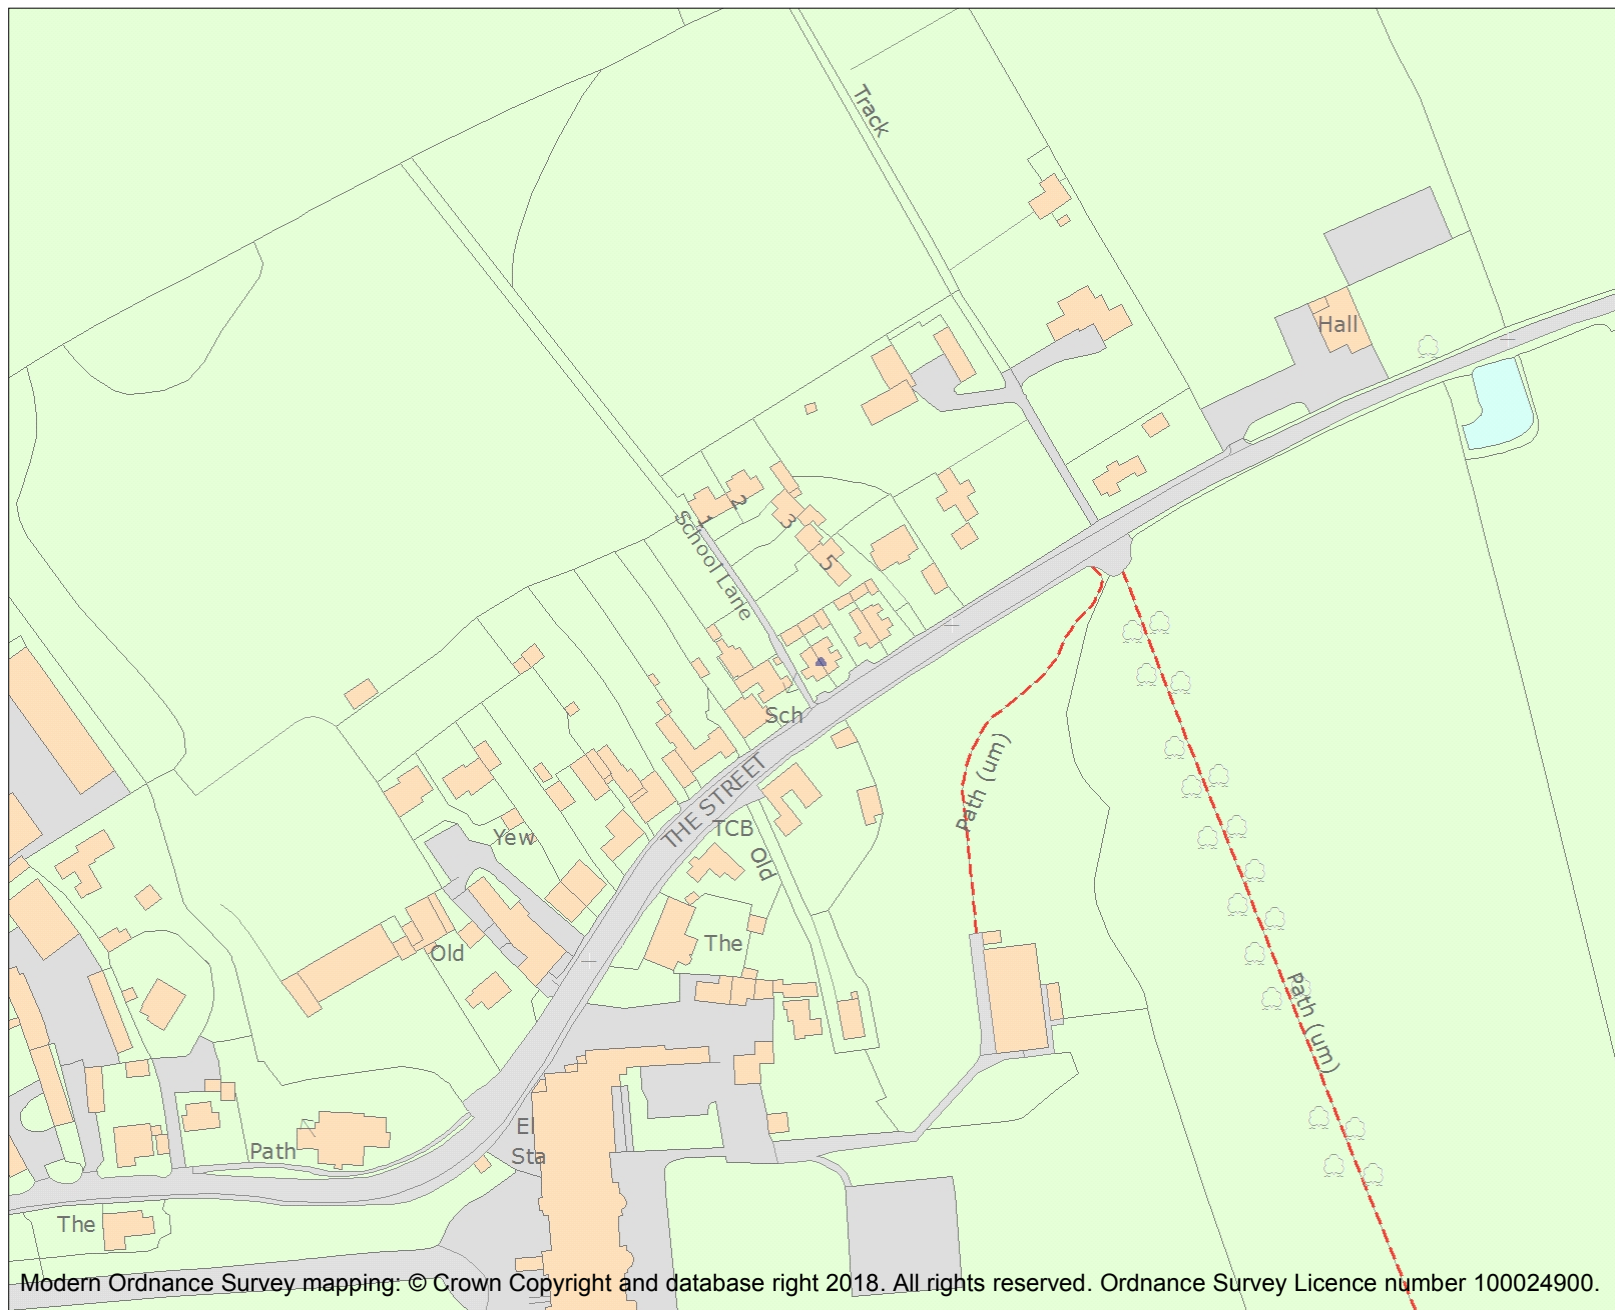 Track
Hall
2
1
3
School Lane
5
Sch
THE STREET
Path (um)
TCB
Yew
Old
The
Old
Path (um)
El
Sta
Path
The
Modern Ordnance Survey mapping: © Crown Copyright and database right 2018. All rights reserved. Ordnance Survey Licence number 100024900.